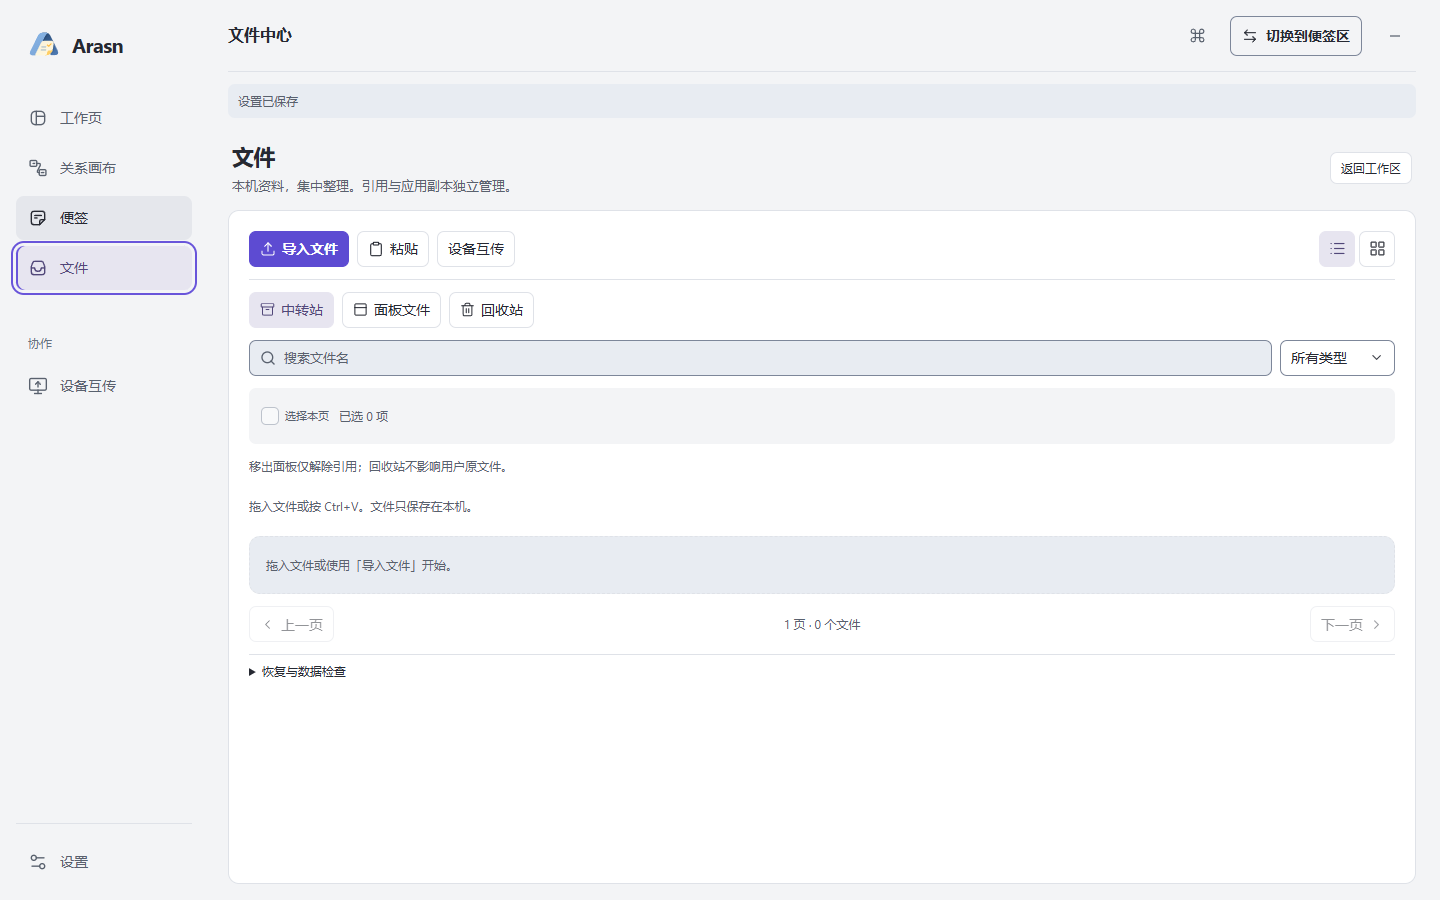 Arasn
文件中心
切换到便签区
工作页
关系画布
便签
文件
协作
设备互传
设置
设置已保存
文件
本机资料，集中整理。引用与应用副本独立管理。
返回工作区
导入文件
粘贴
设备互传
中转站
面板文件
回收站
搜索文件名
所有类型
选择本页 已选 0 项
移出面板仅解除引用；回收站不影响用户原文件。
拖入文件或按 Ctrl+V。文件只保存在本机。
拖入文件或使用「导入文件」开始。
上一页
1 页 · 0 个文件
下一页
恢复与数据检查